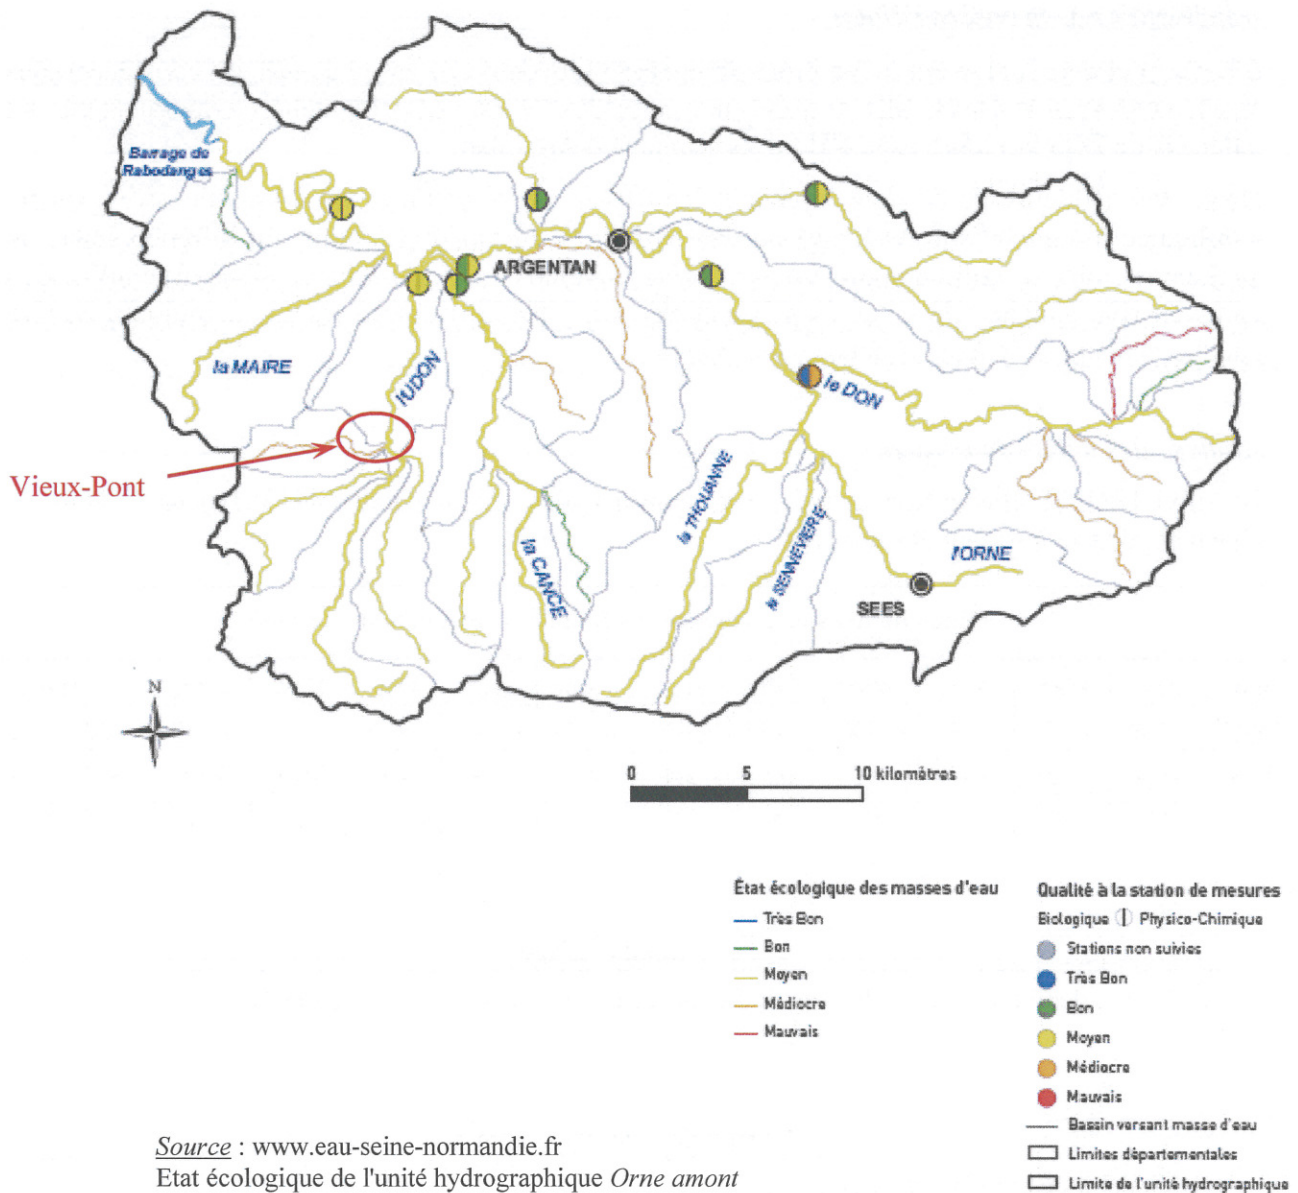 Barrage de
Rabodanges
ARGENTAN
la MAIRE
l'UDON
le DON
Vieux-Pont
la THOUANNE
la SENNEVIERE
la CANCE
l'ORNE
SEES
N
0 5 10 kilomètres
État écologique des masses d'eau
Très Bon
Bon
Moyen
Médiocre
Mauvais
Qualité à la station de mesures
Biologique Physico-Chimique
Stations non suivies
Très Bon
Bon
Moyen
Médiocre
Mauvais
Bassin versant masse d'eau
Limites départementales
Limite de l'unité hydrographique
Source : www.eau-seine-normandie.fr
Etat écologique de l'unité hydrographique Orne amont